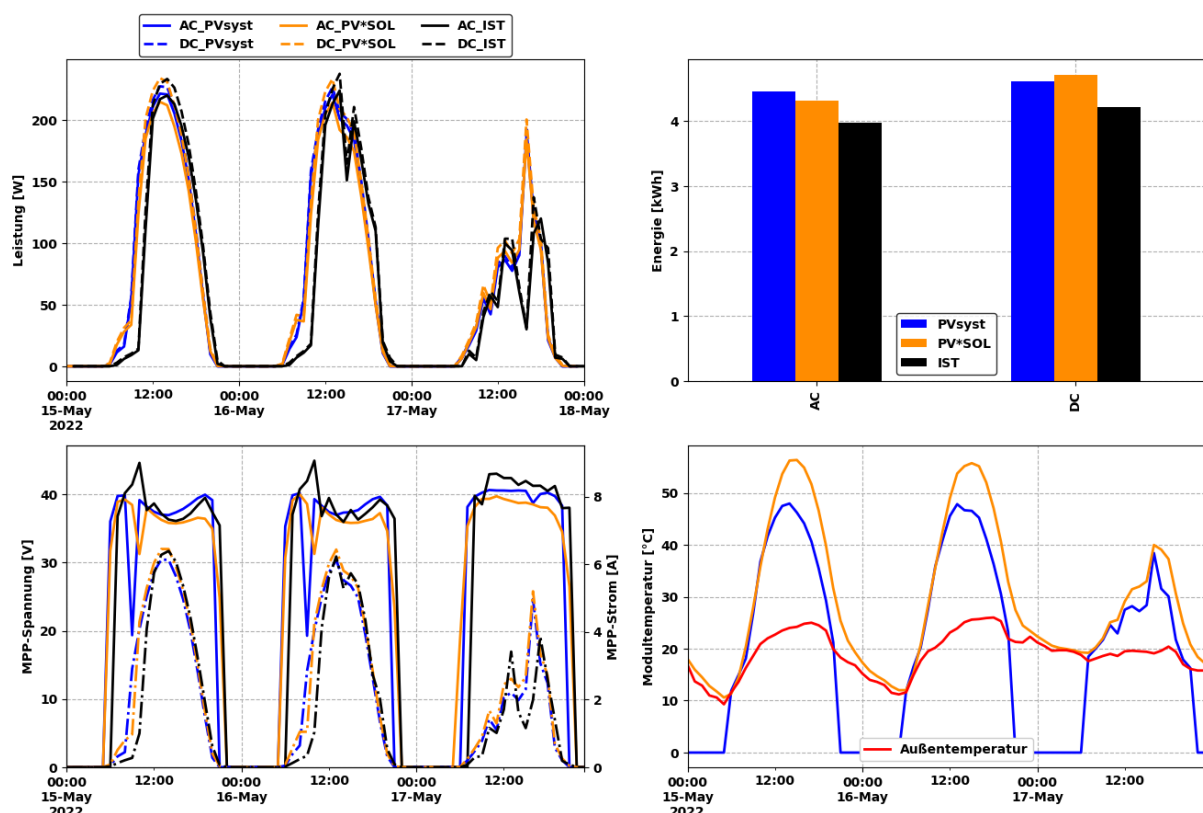 AC_PVsyst AC_PV*SOL AC_IST
DC_PVsyst DC_PV*SOL DC_IST
Leistung [W]
200
150
100
50
0
00:00 12:00 00:00 12:00 00:00 12:00 00:00
15-May 16-May 17-May 18-May
2022
Energie [kWh]
4
3
2
1
0
PVsyst
PV*SOL
IST
AC DC
MPP-Spannung [V]
40
30
20
10
0
MPP-Strom [A]
8
6
4
2
0
00:00 12:00 00:00 12:00 00:00 12:00
15-May 16-May 17-May
2022
Modultemperatur [°C]
50
40
30
20
10
0
Außentemperatur
00:00 12:00 00:00 12:00 00:00 12:00
15-May 16-May 17-May
2022